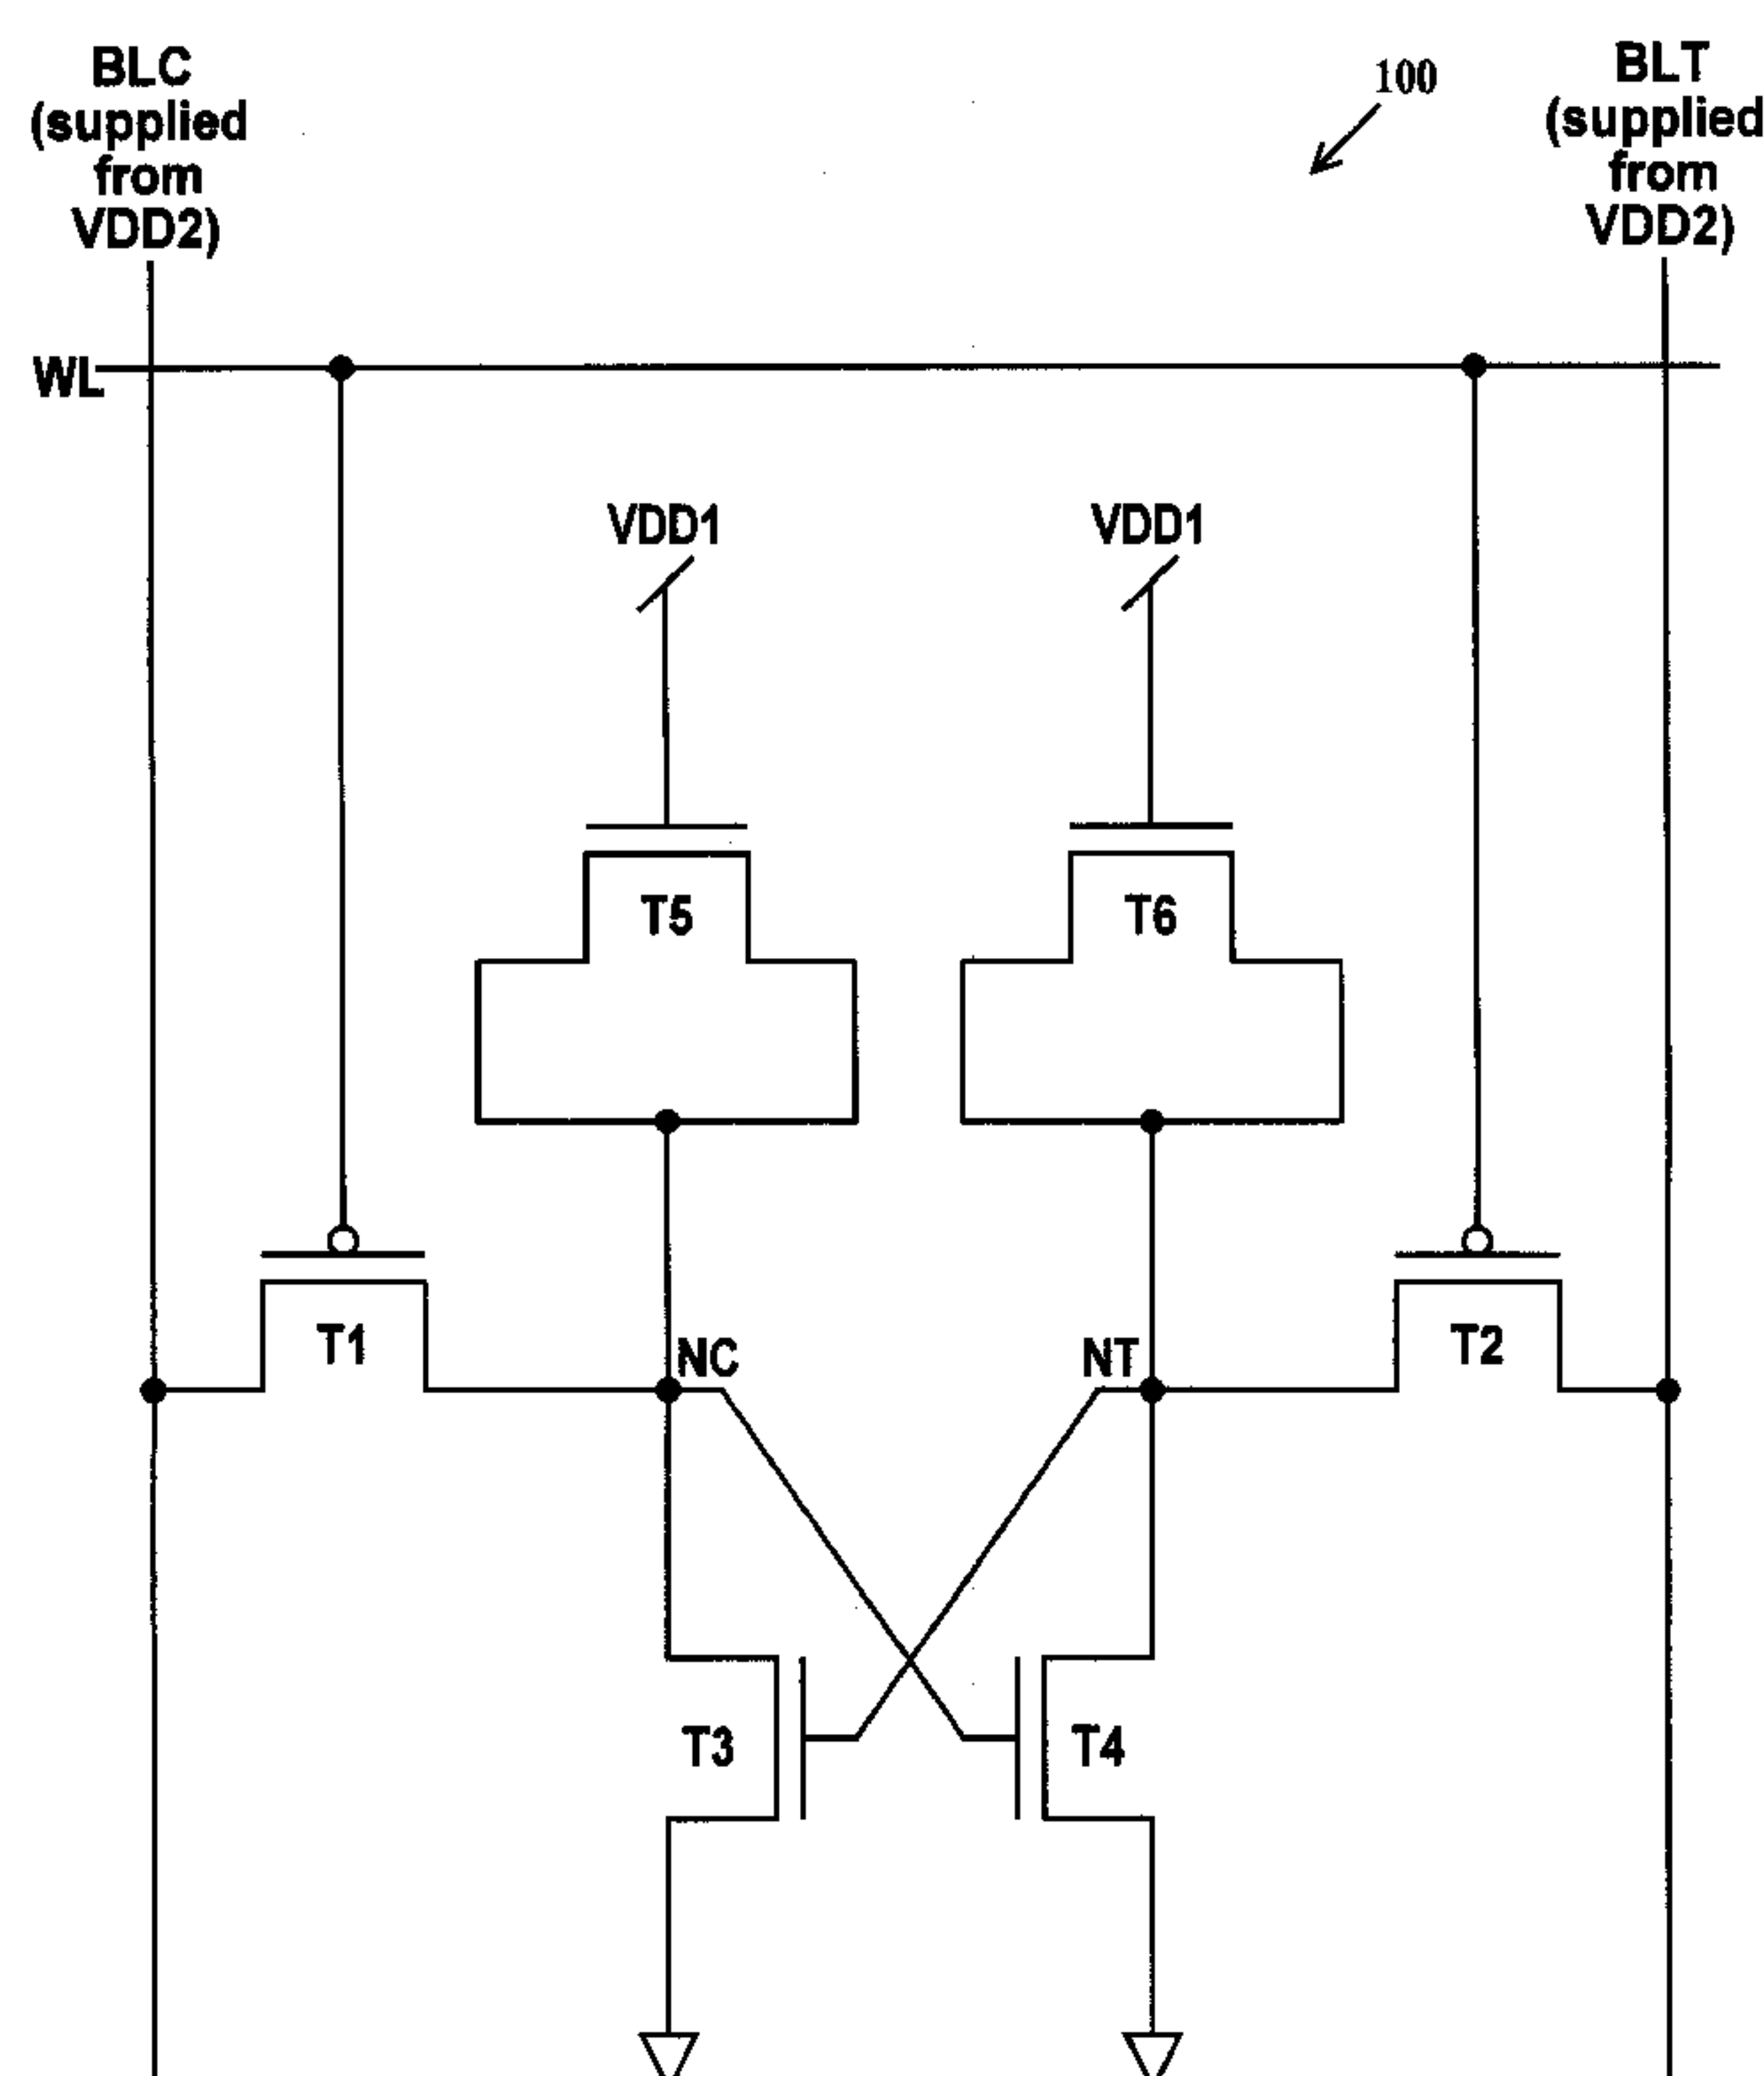 BLC
(supplied
from
VDD2)
100
BLT
(supplied
from
VDD2)
WL
VDD1
VDD1
T5
T6
T1
NC
NT
T2
T3
T4